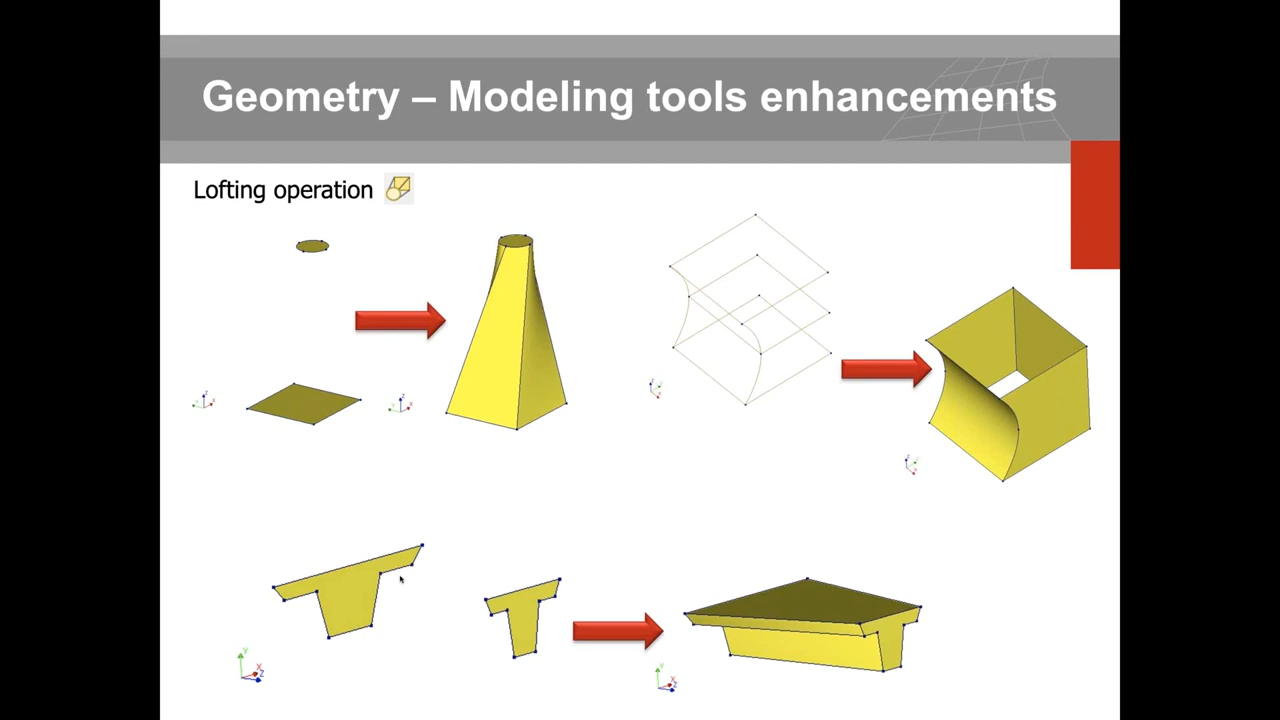 Geometry – Modeling tools enhancements
Lofting operation